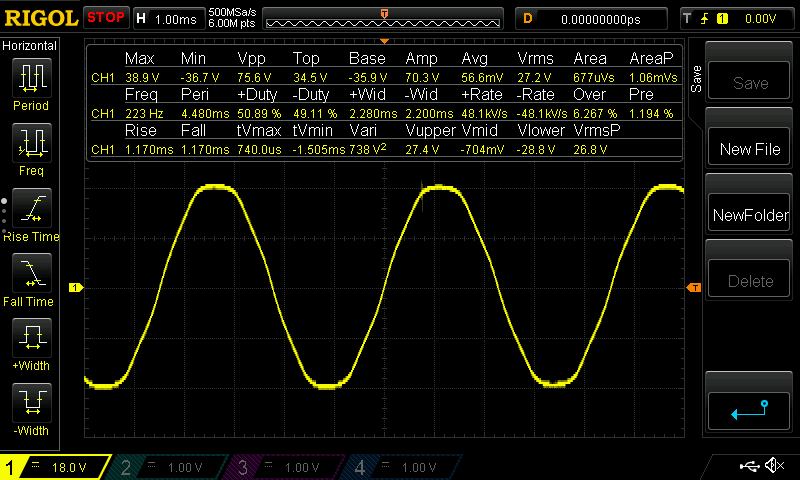 RIGOL STOP H 1.00ms 500MSa/s 6.00M pts T D 0.00000000ps T 1 0.00V
Horizontal
Period
Freq
Rise Time
Fall Time
+Width
-Width
Max Min Vpp Top Base Amp Avg Vrms Area AreaP
CH1 38.9 V -36.7 V 75.6 V 34.5 V -35.9 V 70.3 V 56.6mV 27.2 V 677uVs 1.06mVs
Freq Peri +Duty -Duty +Wid -Wid +Rate -Rate Over Pre
CH1 223 Hz 4.480ms 50.89 % 49.11 % 2.280ms 2.200ms 48.1kV/s -48.1kV/s 6.267 % 1.194 %
Rise Fall tVmax tVmin Vari Vupper Vmid Vlower VrmsP
CH1 1.170ms 1.170ms 740.0us -1.505ms 738 V² 27.4 V -704mV -28.8 V 26.8 V
1
T
Save
Save
New File
NewFolder
Delete
1 18.0 V 2 1.00 V 3 1.00 V 4 1.00 V